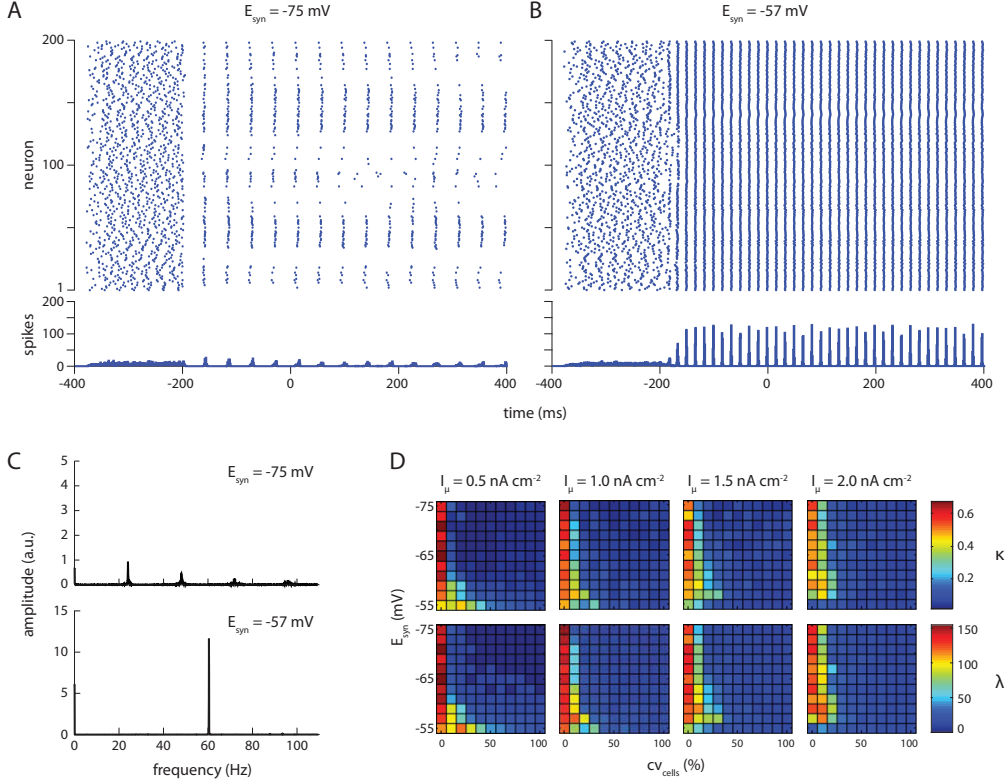 A
E_syn = -75 mV
B
E_syn = -57 mV
200
100
1
neuron
200
100
0
spikes
-400 -200 0 200 400
-400 -200 0 200 400
time (ms)
C
5
4
3
2
1
0
E_syn = -75 mV
amplitude (a.u.)
15
10
5
0
E_syn = -57 mV
0 20 40 60 80 100
frequency (Hz)
D
I_μ = 0.5 nA cm⁻² I_μ = 1.0 nA cm⁻² I_μ = 1.5 nA cm⁻² I_μ = 2.0 nA cm⁻²
-75
-65
-55
0.6
0.4
0.2
κ
E_syn (mV)
-75
-65
-55
150
100
50
0
λ
0 50 100 0 50 100 0 50 100 0 50 100
cv_cells (%)